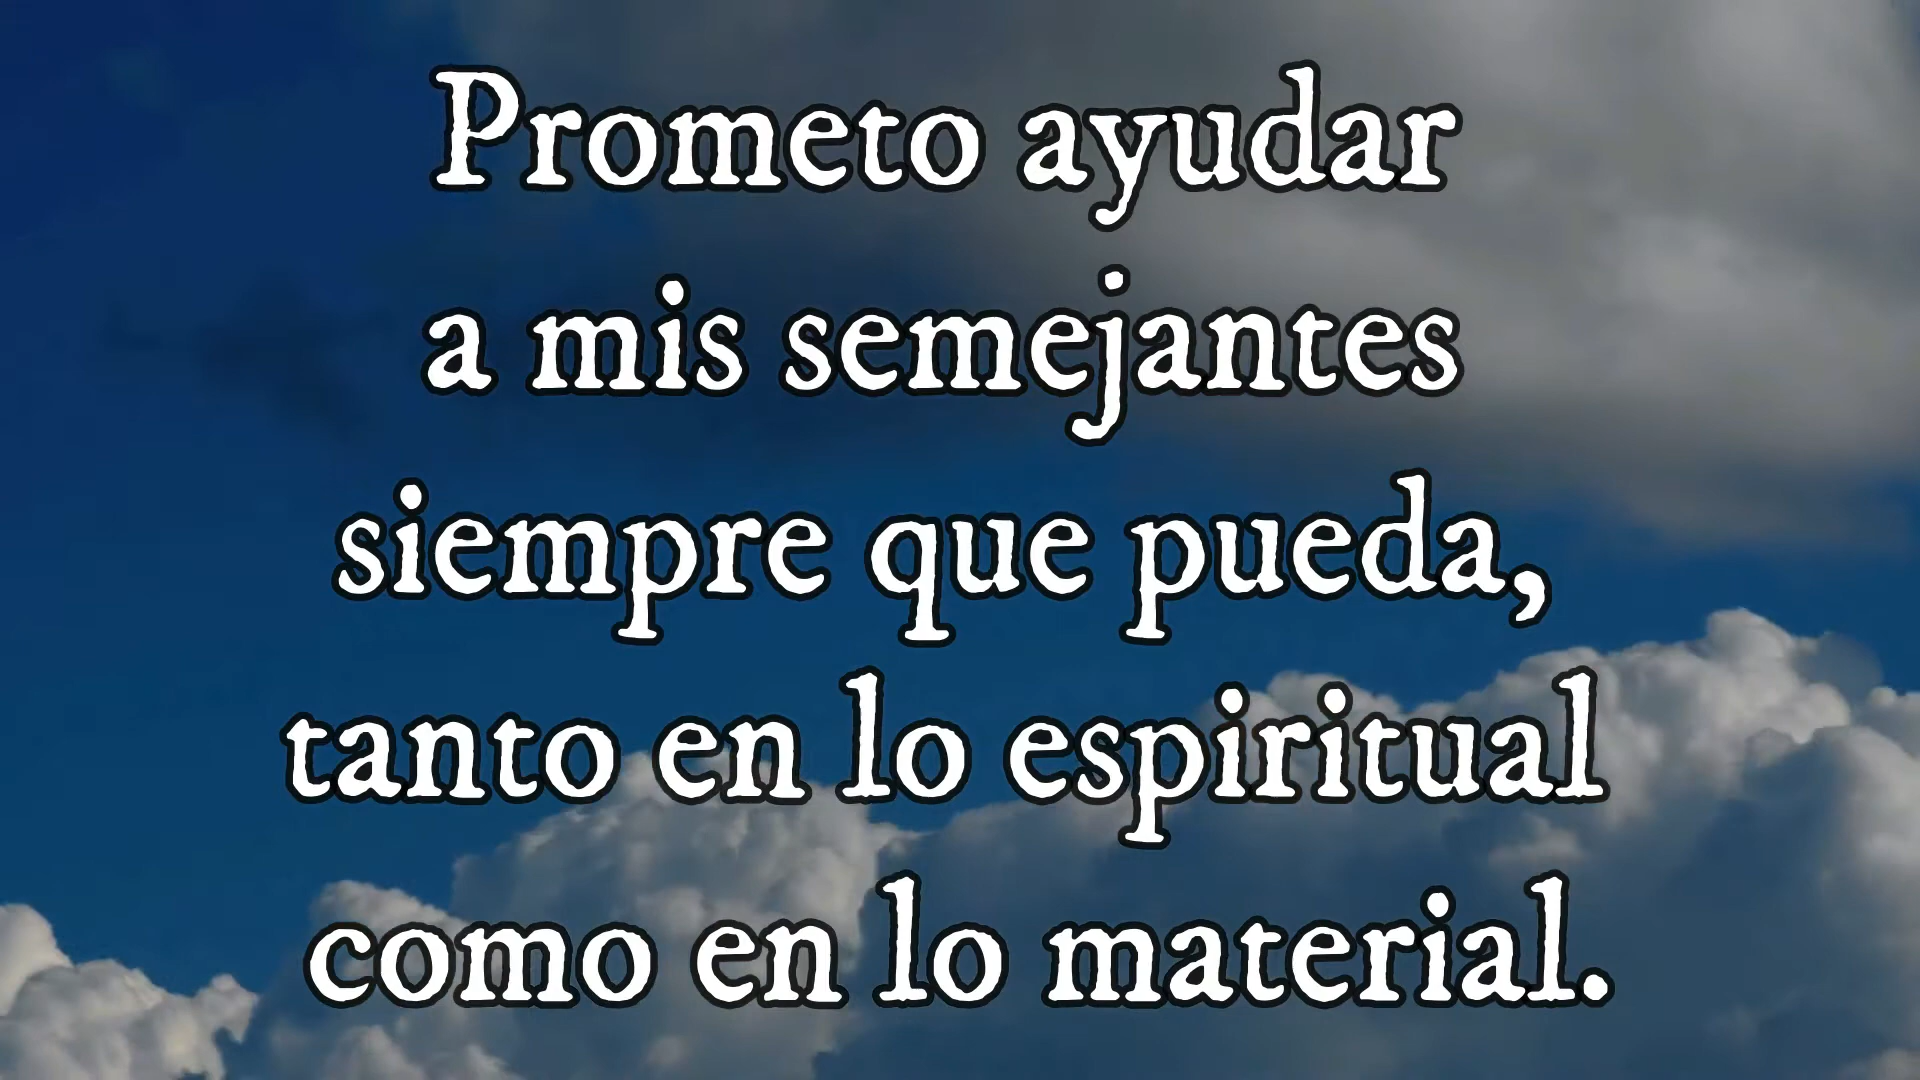 Prometo ayudar
a mis semejantes
siempre que pueda,
tanto en lo espiritual
como en lo material.